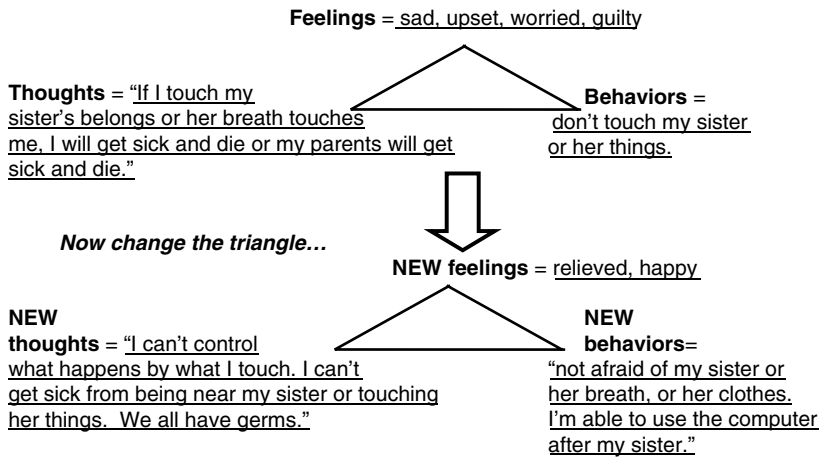 Feelings = sad, upset, worried, guilty
Thoughts = “If I touch my
sister’s belongings or her breath touches
me, I will get sick and die or my parents will get
sick and die.”
Behaviors =
don’t touch my sister
or her things.
Now change the triangle…
NEW feelings = relieved, happy
NEW
thoughts = “I can’t control
what happens by what I touch. I can’t
get sick from being near my sister or touching
her things.  We all have germs.”
NEW
behaviors=
“not afraid of my sister or
her breath, or her clothes.
I’m able to use the computer
after my sister.”